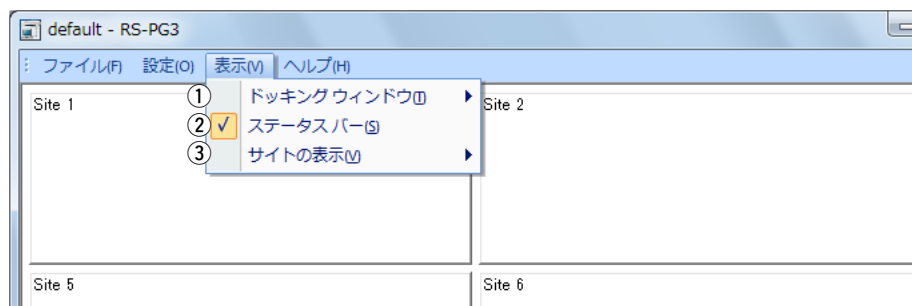 default - RS-PG3
ファイル(F) 設定(O) 表示(V) ヘルプ(H)
Site 1
① ドッキング ウィンドウ(T)
Site 2
② ✓ ステータス バー(S)
③ サイトの表示(V)
Site 5
Site 6